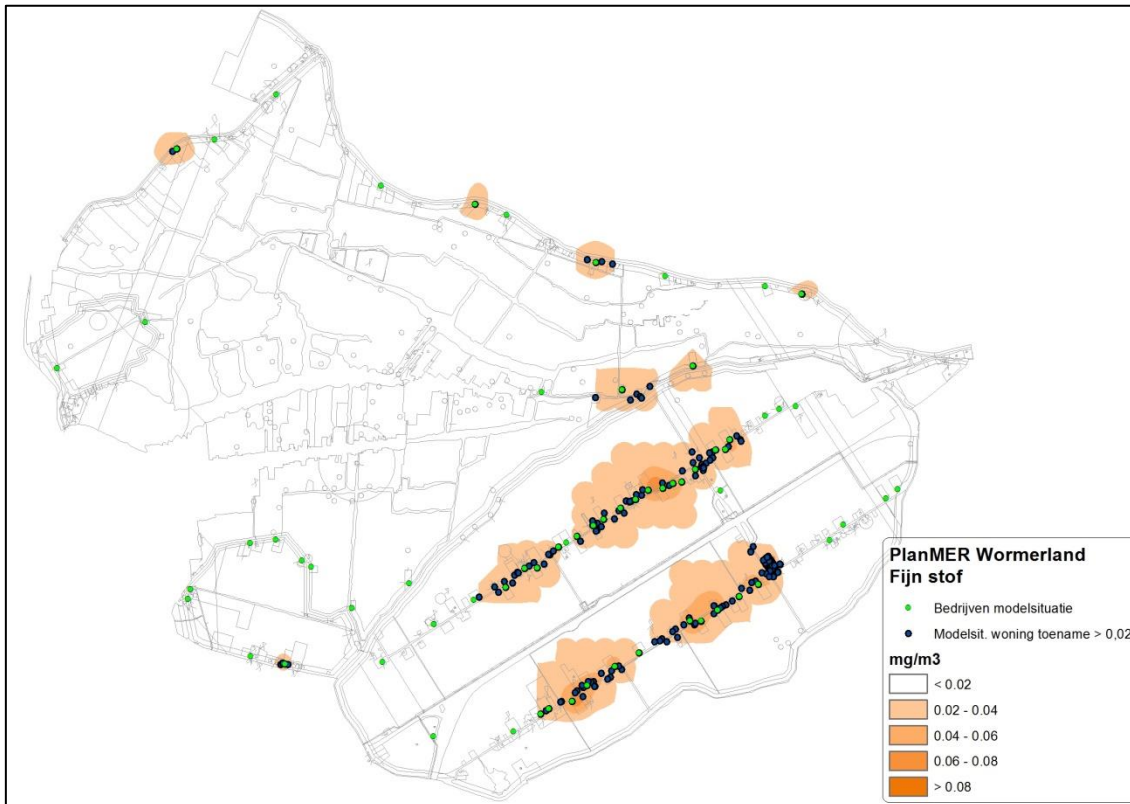 PlanMER Wormerland
Fijn stof
Bedrijven modelsituatie
Modelsit. woning toename > 0,02
mg/m3
< 0.02
0.02 - 0.04
0.04 - 0.06
0.06 - 0.08
> 0.08